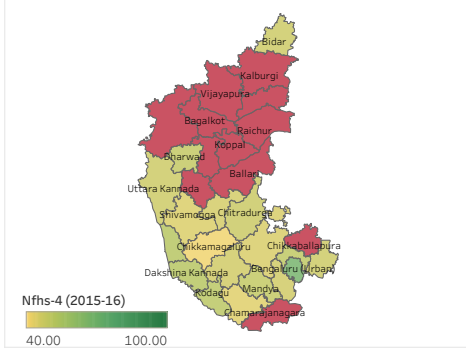 Bidar
Kalburgi
Vijayapura
Bagalkot
Raichur
Koppal
Dharwad
Ballari
Uttara Kannada
Shivamogga
Chitradurga
Chikkamagaluru
Chikkaballapura
Dakshina Kannada
Bengaluru (Urban)
Kodagu
Mandya
Chamarajanagara
Nfhs-4 (2015-16)
40.00 100.00